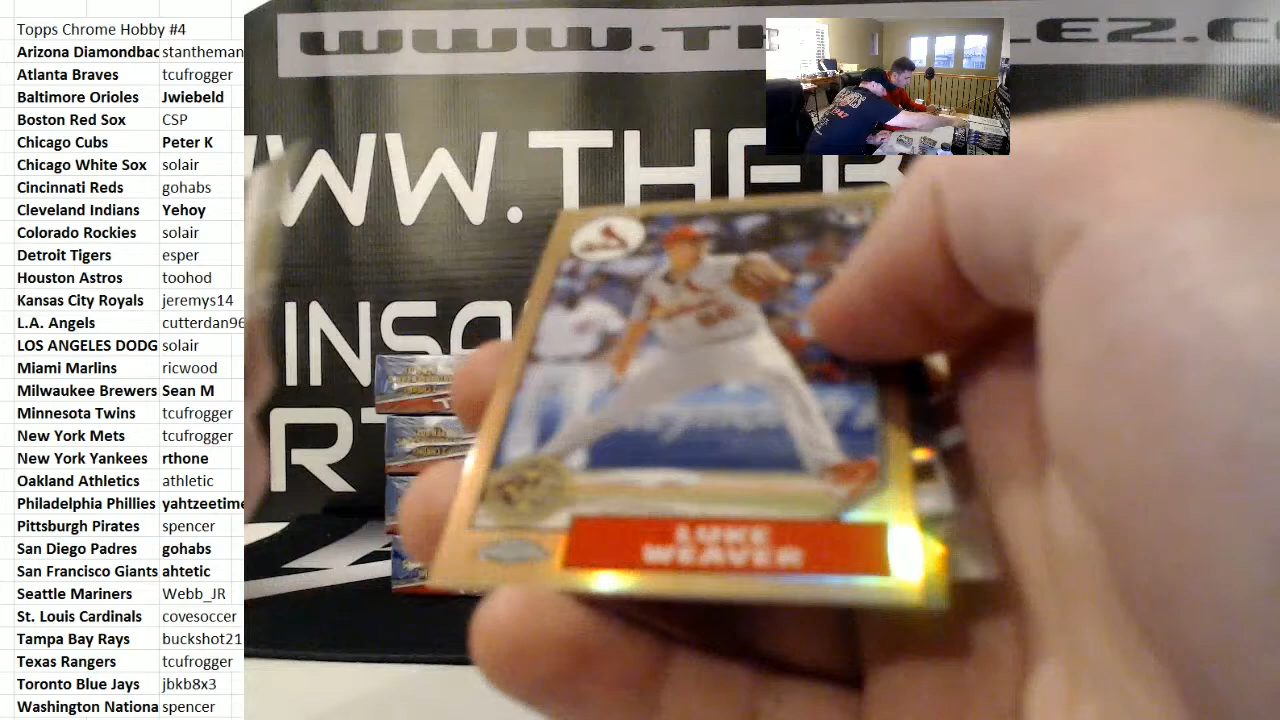 Topps Chrome Hobby #4
Arizona Diamondbac stantheman
Atlanta Braves tcufrogger
Baltimore Orioles Jwiebeld
Boston Red Sox CSP
Chicago Cubs Peter K
Chicago White Sox solair
Cincinnati Reds gohabs
Cleveland Indians Yehoy
Colorado Rockies solair
Detroit Tigers esper
Houston Astros toohod
Kansas City Royals jeremys14
L.A. Angels cutterdan96
LOS ANGELES DODG solair
Miami Marlins ricwood
Milwaukee Brewers Sean M
Minnesota Twins tcufrogger
New York Mets tcufrogger
New York Yankees rthone
Oakland Athletics athletic
Philadelphia Phillies yahtzeetime
Pittsburgh Pirates spencer
San Diego Padres gohabs
San Francisco Giants ahtetic
Seattle Mariners Webb_JR
St. Louis Cardinals covesoccer
Tampa Bay Rays buckshot21
Texas Rangers tcufrogger
Toronto Blue Jays jbkb8x3
Washington Nationa spencer
WWW.THEB
INSA
RT
LUKE
WEAVER